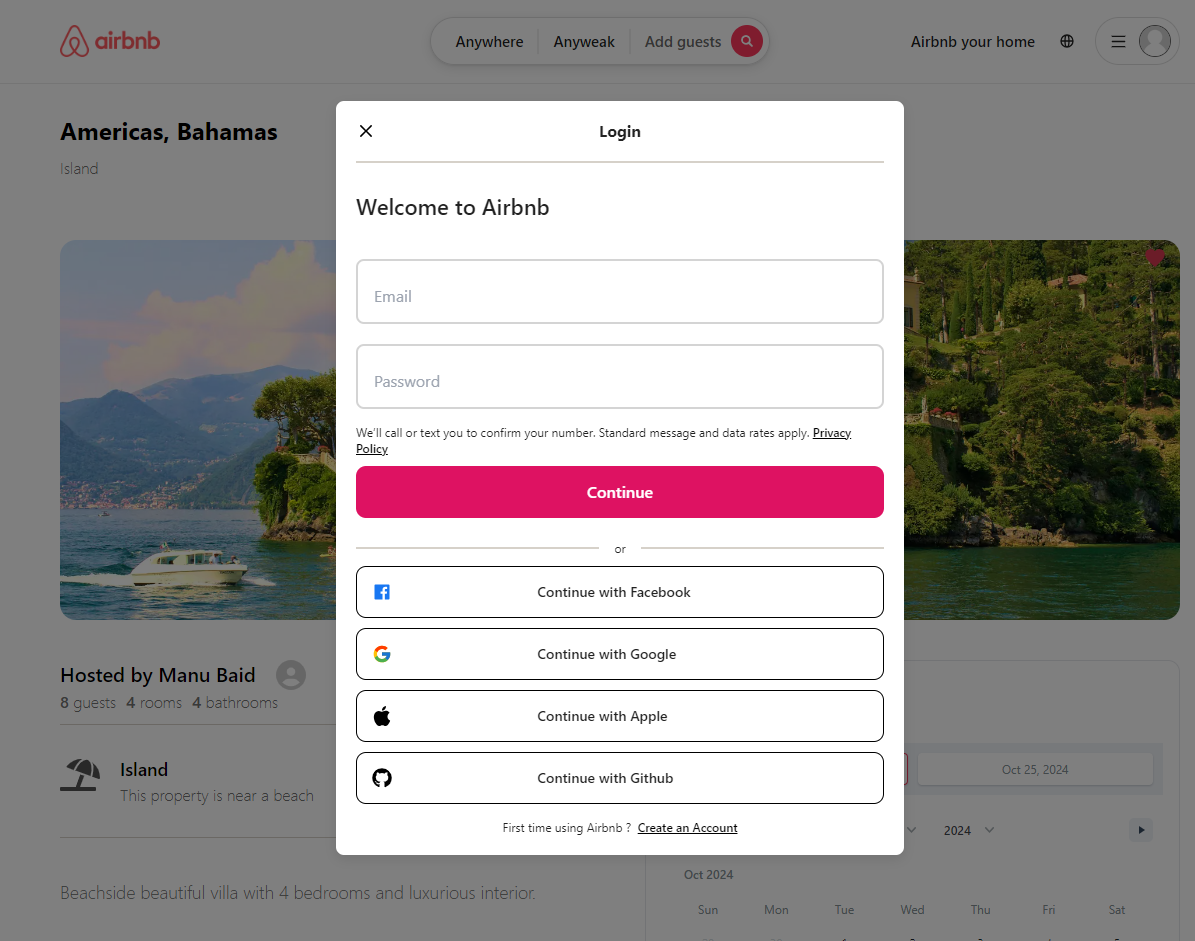 airbnb
Anywhere
Anyweak
Add guests
Airbnb your home
Americas, Bahamas
Island
Login
Welcome to Airbnb
Email
Password
We'll call or text you to confirm your number. Standard message and data rates apply. Privacy
Policy
Continue
or
Continue with Facebook
Continue with Google
Continue with Apple
Continue with Github
First time using Airbnb ? Create an Account
Hosted by Manu Baid
8 guests 4 rooms 4 bathrooms
Island
This property is near a beach
Beachside beautiful villa with 4 bedrooms and luxurious interior.
Oct 25, 2024
2024
Oct 2024
Sun Mon Tue Wed Thu Fri Sat